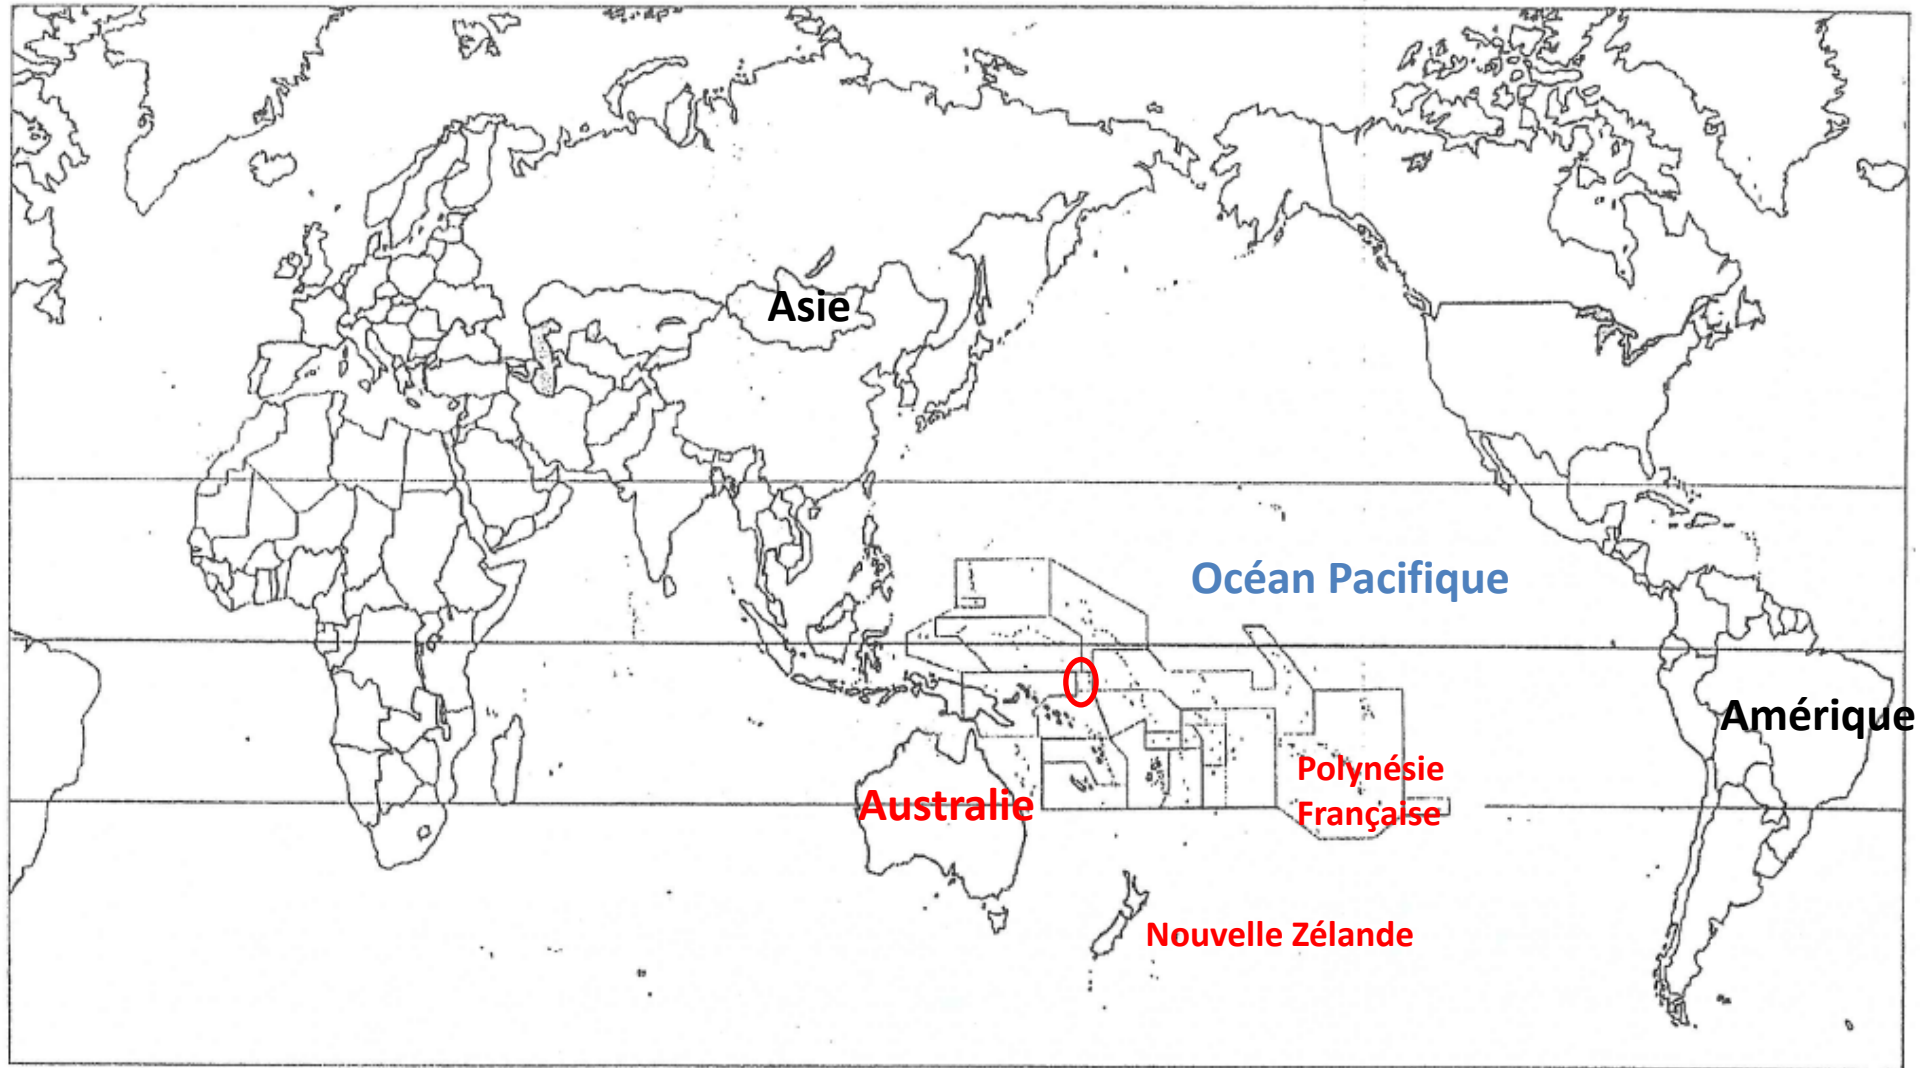 Asie
Océan Pacifique
Amérique
Polynésie
Française
Australie
Nouvelle Zélande